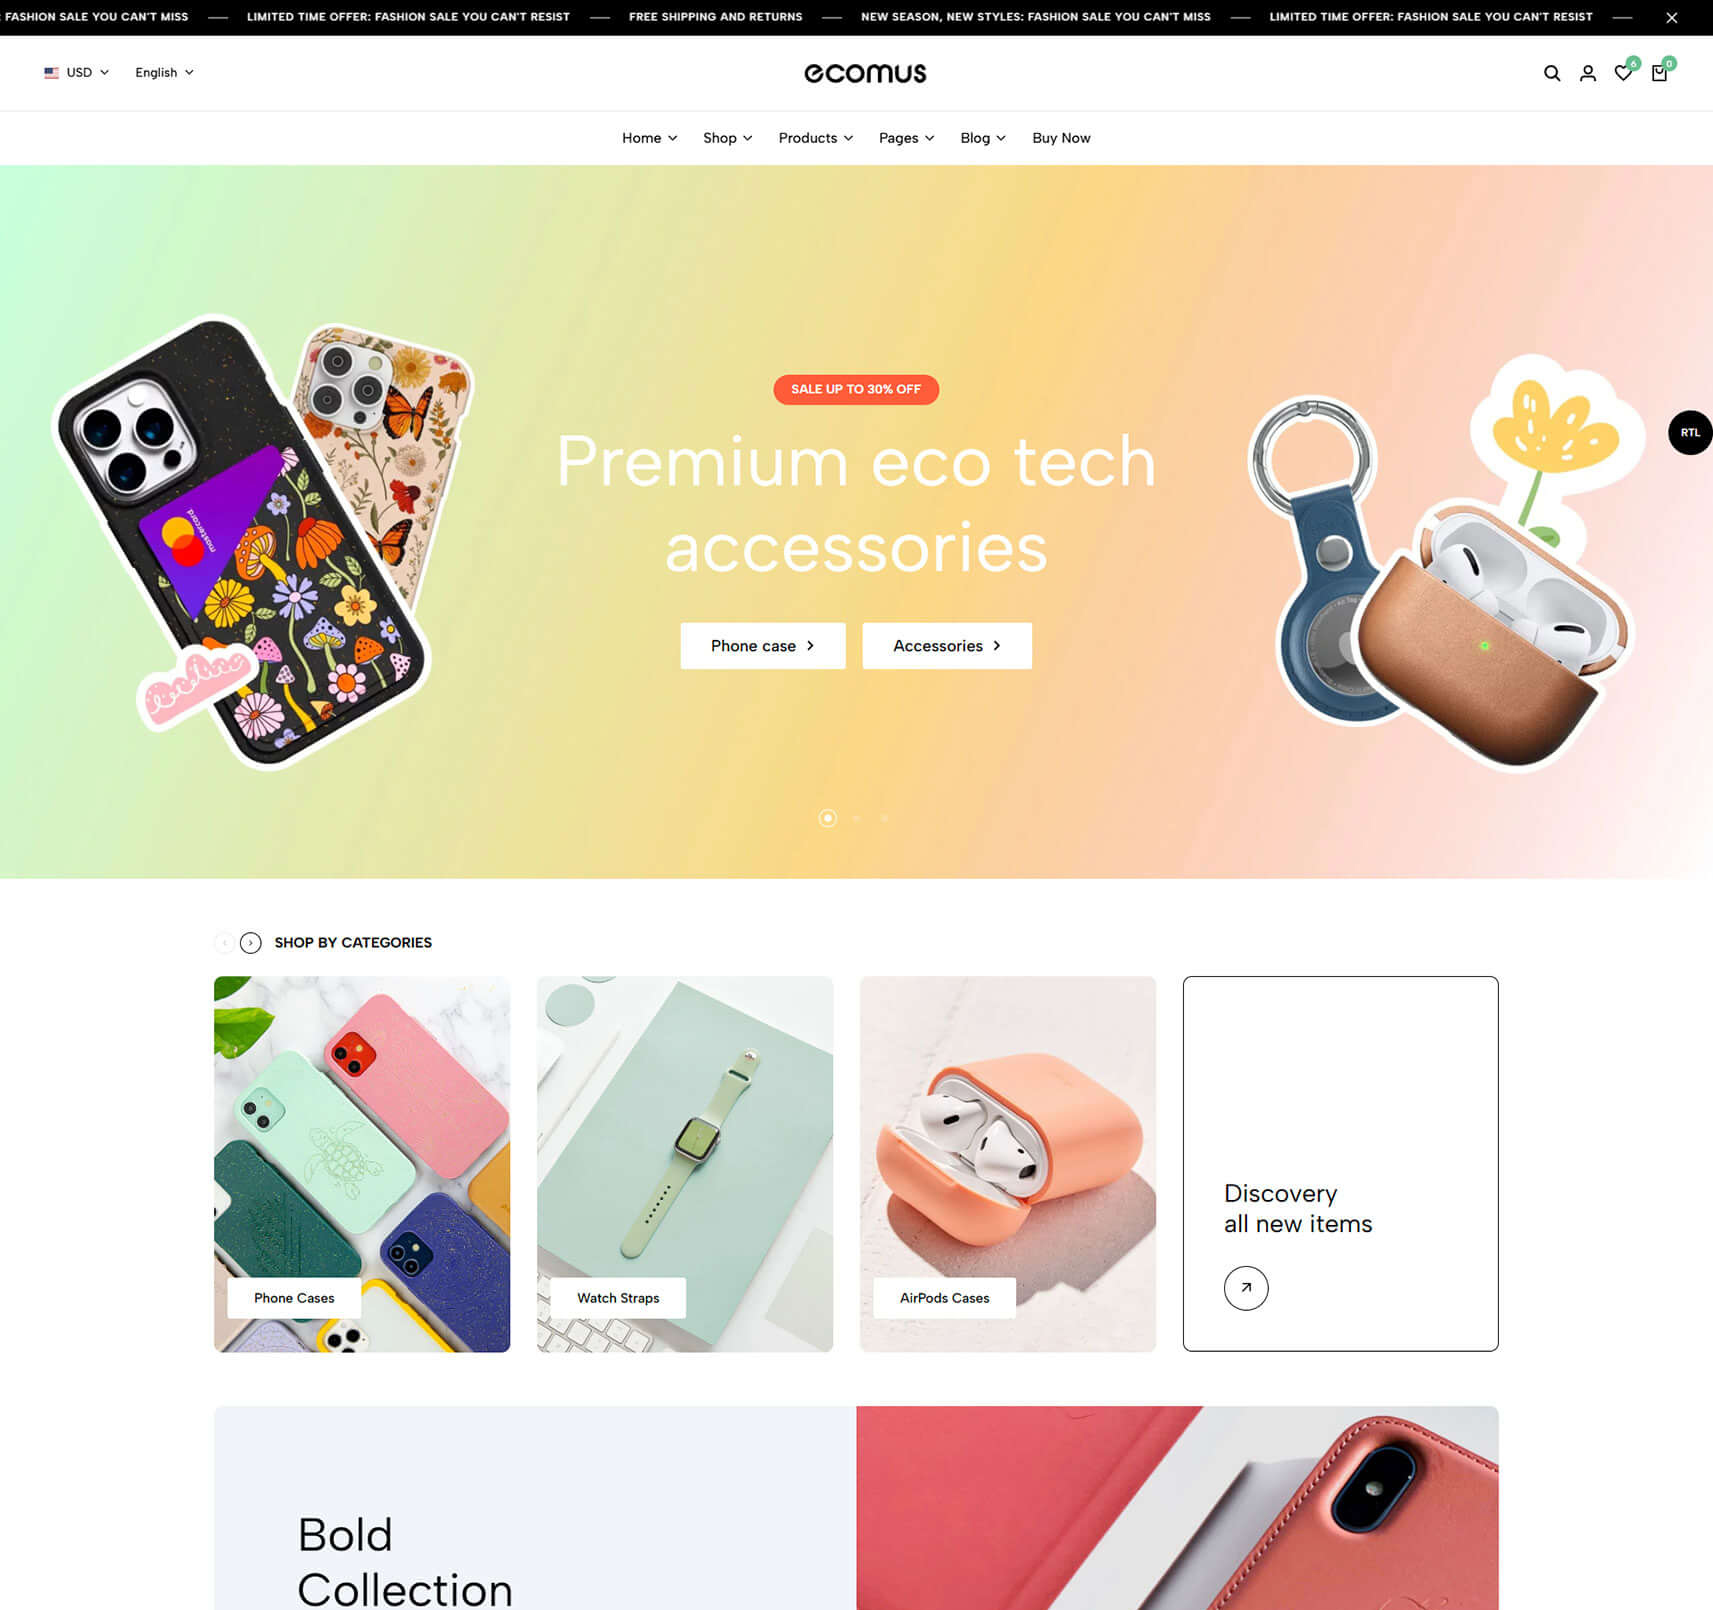 FASHION SALE YOU CAN'T MISS — LIMITED TIME OFFER: FASHION SALE YOU CAN'T RESIST — FREE SHIPPING AND RETURNS — NEW SEASON, NEW STYLES: FASHION SALE YOU CAN'T MISS — LIMITED TIME OFFER: FASHION SALE YOU CAN'T RESIST —
USD English
ecomus
6 0
Home Shop Products Pages Blog Buy Now
SALE UP TO 30% OFF
Premium eco tech
accessories
Phone case Accessories
mastercard
RTL
SHOP BY CATEGORIES
Phone Cases
Watch Straps
AirPods Cases
Discovery
all new items
Bold
Collection